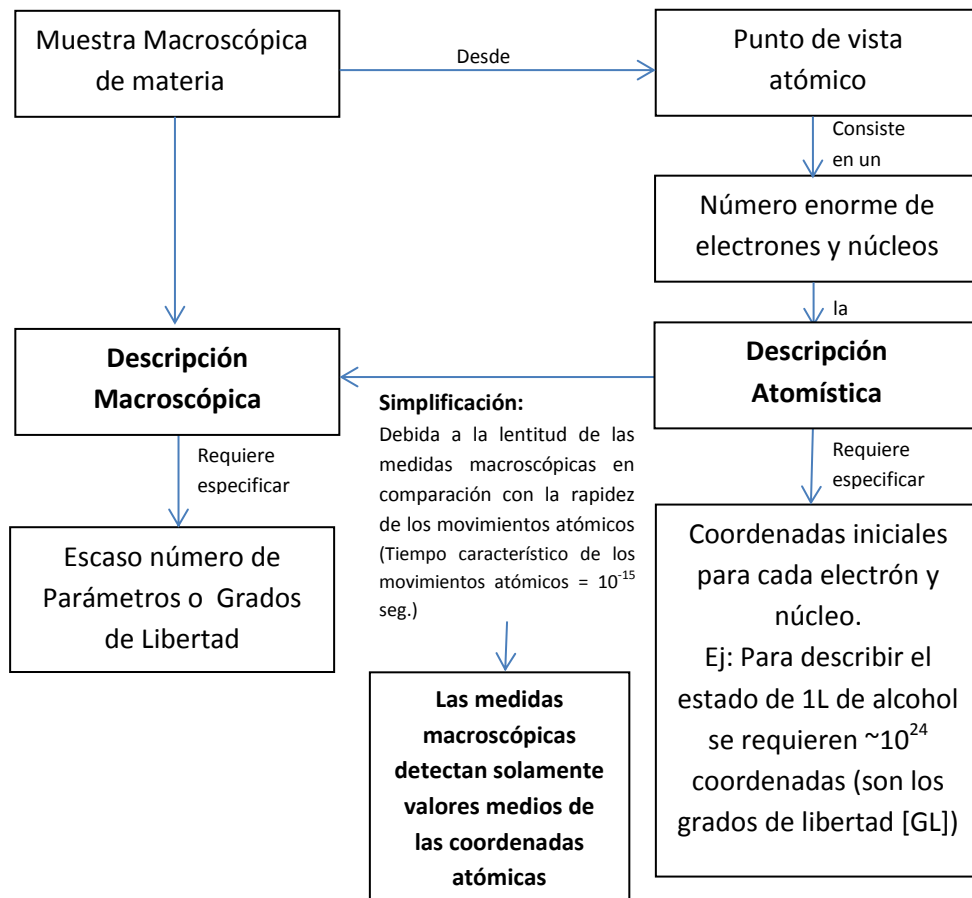 Muestra Macroscópica
de materia
Desde
Punto de vista
atómico
Consiste
en un
Número enorme de
electrones y núcleos
la
Descripción
Macroscópica
Descripción
Atomística
Simplificación:
Debida a la lentitud de las
medidas macroscópicas en
comparación con la rapidez
de los movimientos atómicos
(Tiempo característico de los
movimientos atómicos = 10⁻¹⁵
seg.)
Requiere
especificar
Requiere
especificar
Escaso número de
Parámetros o Grados
de Libertad
Coordenadas iniciales
para cada electrón y
núcleo.
Ej: Para describir el
estado de 1L de alcohol
se requieren ~10²⁴
coordenadas (son los
grados de libertad [GL])
Las medidas
macroscópicas
detectan solamente
valores medios de
las coordenadas
atómicas